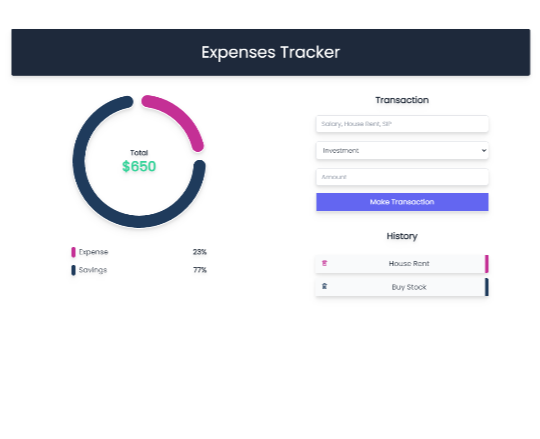 Expenses Tracker
Total
$650
Expense 23%
Savings 77%
Transaction
Salary, House Rent, SIP
Investment
Amount
Make Transaction
History
House Rent
Buy Stock